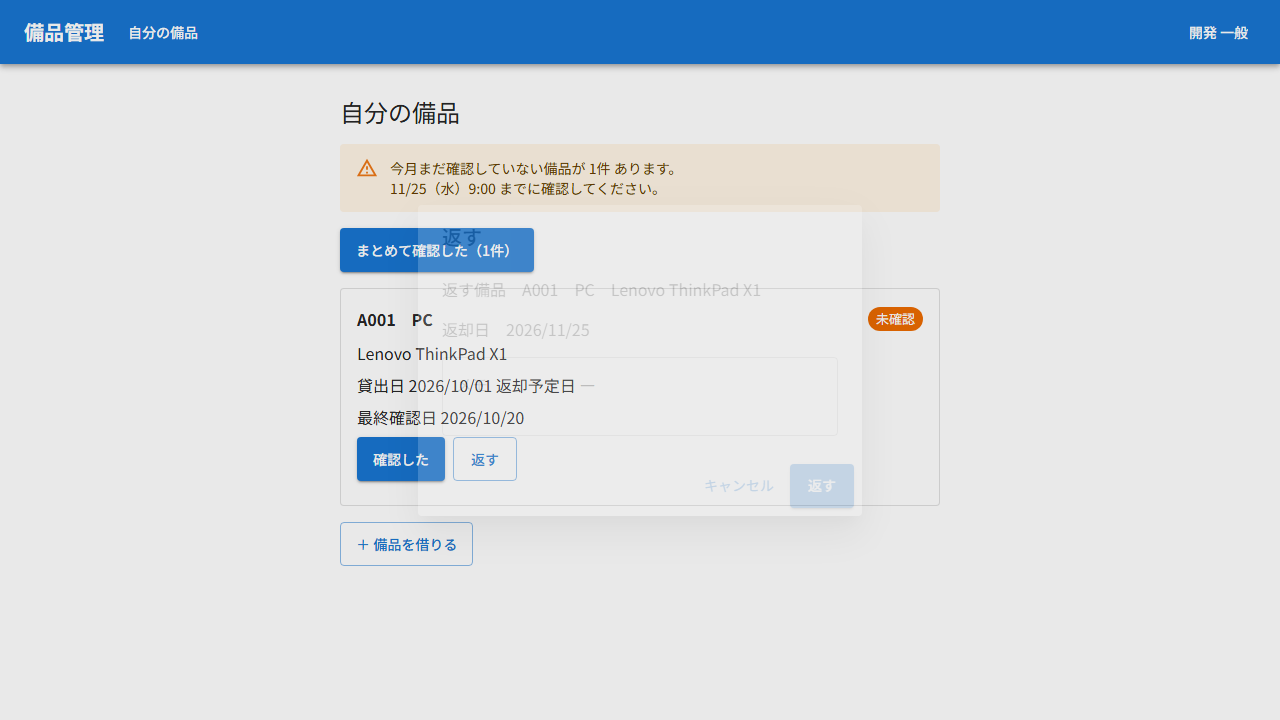 備品管理
自分の備品
開発 一般
自分の備品
今月まだ確認していない備品が 1件 あります。
11/25（水）9:00 までに確認してください。
まとめて確認した（1件）
A001 PC
未確認
Lenovo ThinkPad X1
貸出日 2026/10/01 返却予定日 —
最終確認日 2026/10/20
確認した
返す
＋ 備品を借りる
返す
返す備品 A001 PC Lenovo ThinkPad X1
返却日 2026/11/25
キャンセル
返す